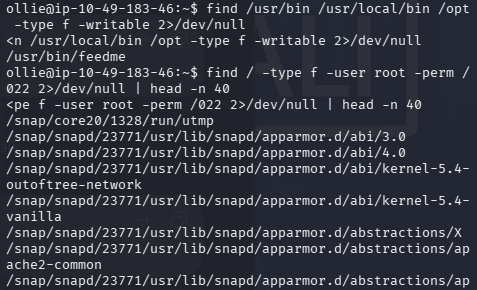 ollie@ip-10-49-183-46:~$ find /usr/bin /usr/local/bin /opt
 -type f -writable 2>/dev/null
<n /usr/local/bin /opt -type f -writable 2>/dev/null
/usr/bin/feedme
ollie@ip-10-49-183-46:~$ find / -type f -user root -perm /
022 2>/dev/null | head -n 40
<pe f -user root -perm /022 2>/dev/null | head -n 40
/snap/core20/1328/run/utmp
/snap/snapd/23771/usr/lib/snapd/apparmor.d/abi/3.0
/snap/snapd/23771/usr/lib/snapd/apparmor.d/abi/4.0
/snap/snapd/23771/usr/lib/snapd/apparmor.d/abi/kernel-5.4-
outoftree-network
/snap/snapd/23771/usr/lib/snapd/apparmor.d/abi/kernel-5.4-
vanilla
/snap/snapd/23771/usr/lib/snapd/apparmor.d/abstractions/X
/snap/snapd/23771/usr/lib/snapd/apparmor.d/abstractions/ap
ache2-common
/snap/snapd/23771/usr/lib/snapd/apparmor.d/abstractions/ap